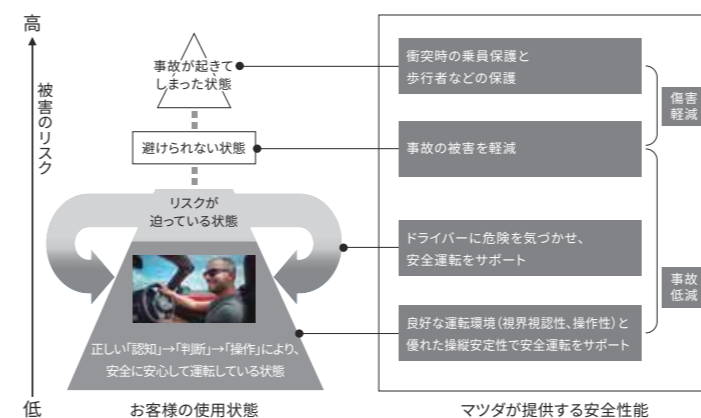 高
被害のリスク
低
事故が起きて
しまった状態
避けられない状態
リスクが
迫っている状態
正しい「認知」→「判断」→「操作」により、
安全に安心して運転している状態
お客様の使用状態
衝突時の乗員保護と
歩行者などの保護
事故の被害を軽減
ドライバーに危険を気づかせ、
安全運転をサポート
良好な運転環境（視界視認性、操作性）と
優れた操縦安定性で安全運転をサポート
傷害
軽減
事故
低減
マツダが提供する安全性能